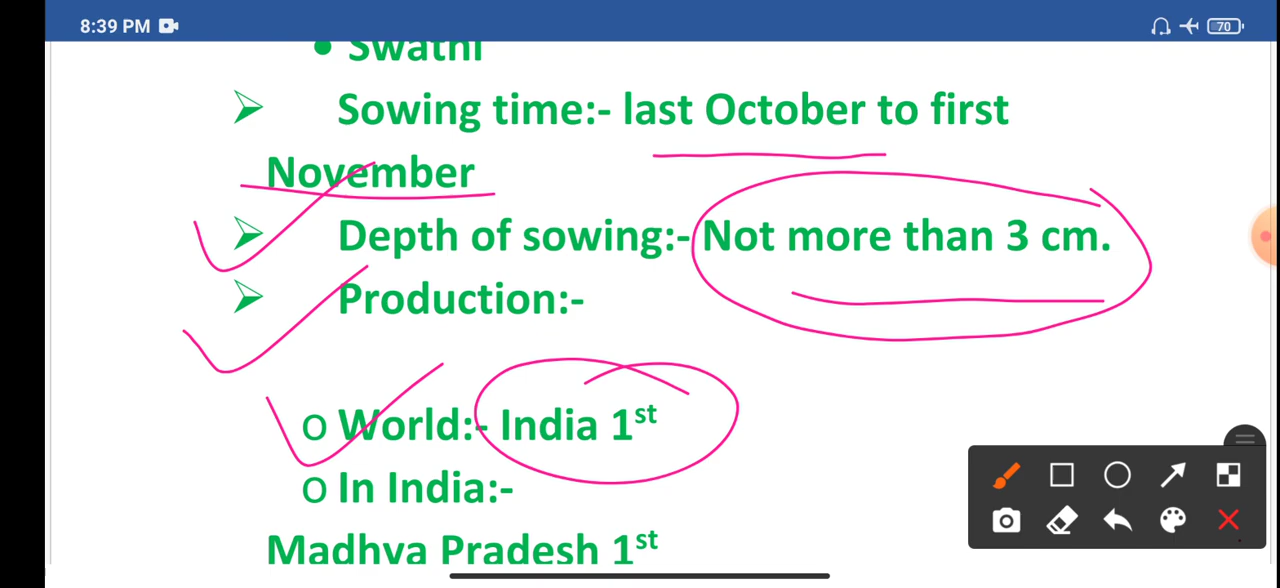 8:39 PM 70
• Swathi
➢ Sowing time:- last October to first
November
➢ Depth of sowing:- Not more than 3 cm.
➢ Production:-
o World:- India 1st
o In India:-
Madhya Pradesh 1st